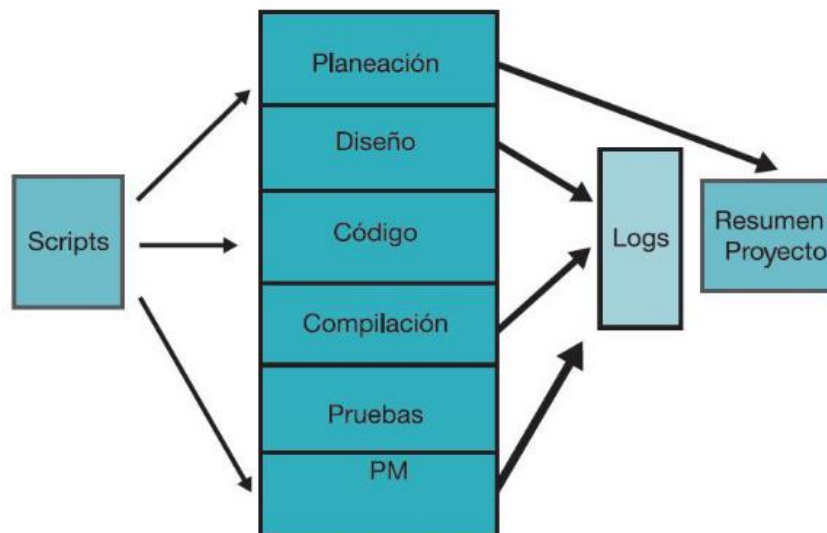 Planeación
Diseño
Scripts
Código
Logs
Resumen
Proyecto
Compilación
Pruebas
PM